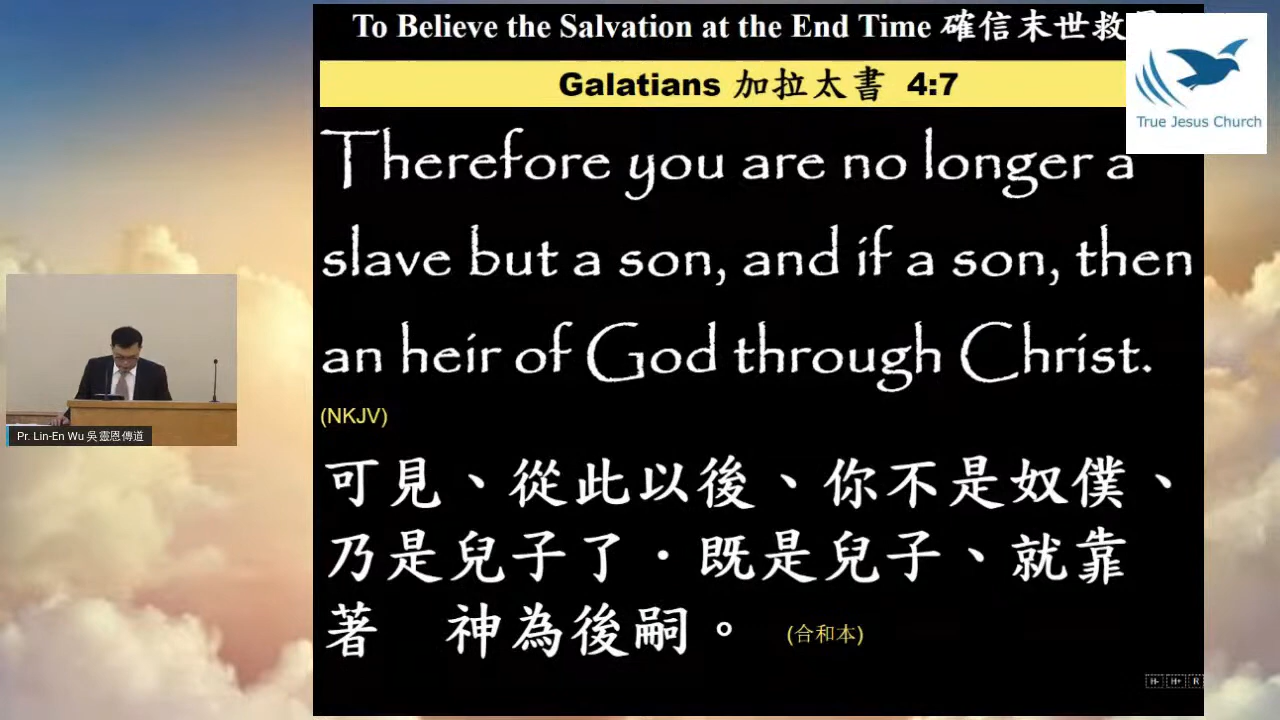 To Believe the Salvation at the End Time 確信末世救
Galatians 加拉太書 4:7
True Jesus Church
Therefore you are no longer a
slave but a son, and if a son, then
an heir of God through Christ.
(NKJV)
Pr. Lin-En Wu 吳靈恩傳道
可見、從此以後、你不是奴僕、
乃是兒子了．既是兒子、就靠
著　神為後嗣。 (合和本)
H- H+ R